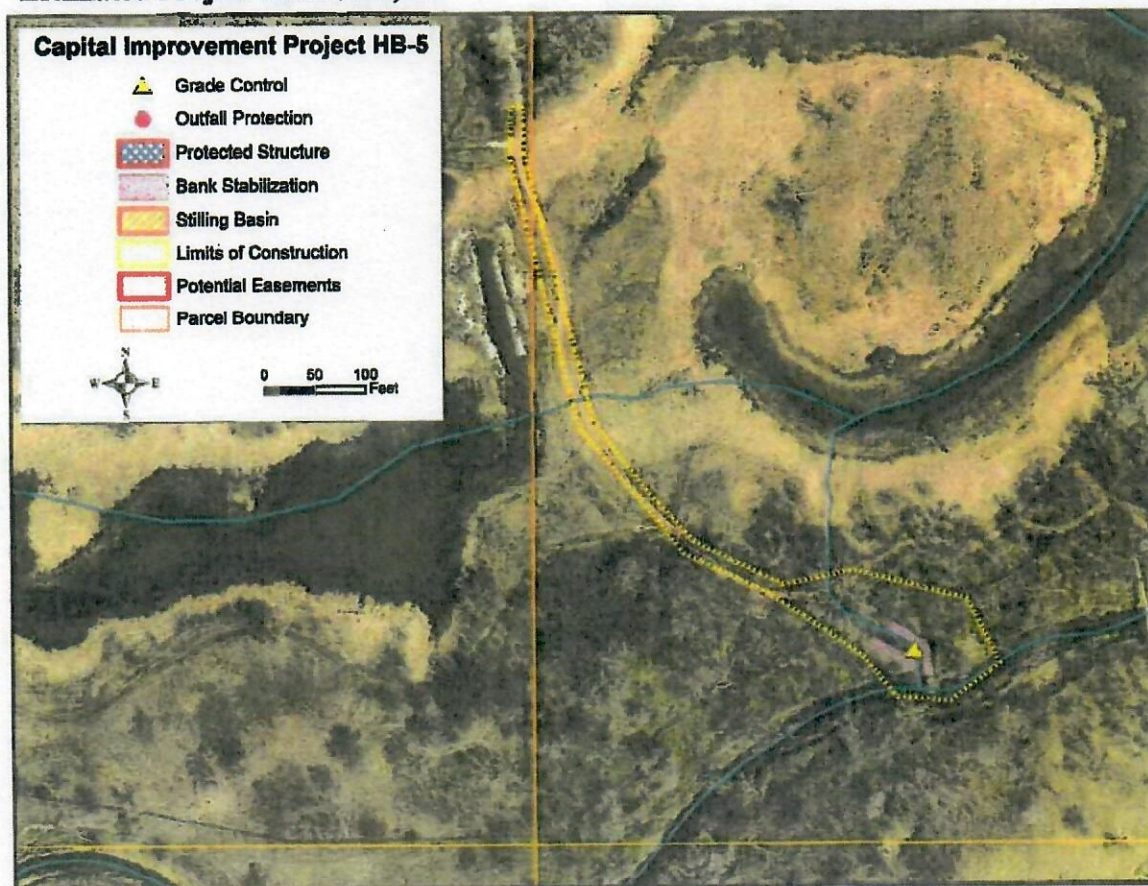 Capital Improvement Project HB-5
Grade Control
Outfall Protection
Protected Structure
Bank Stabilization
Stilling Basin
Limits of Construction
Potential Easements
Parcel Boundary
N
W E
0 50 100
Feet